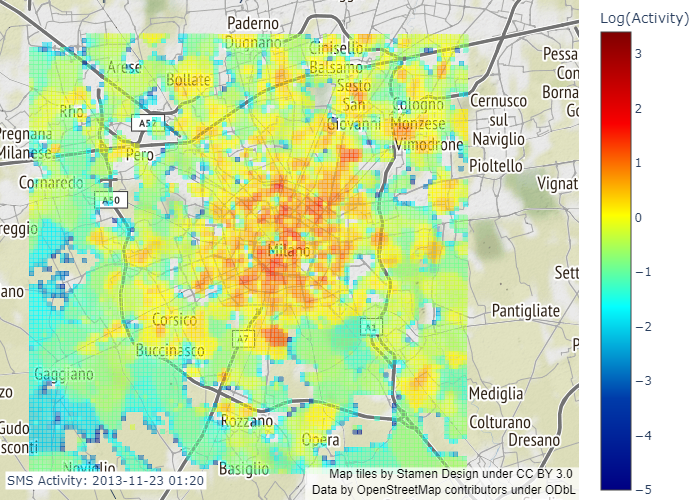 Log(Activity)
Paderno
Dugnano
Cinisello
Balsamo
Arese
Bollate
Sesto
San
Giovanni
Cologno
Monzese
Vimodrone
Cernusco
sul
Naviglio
Pioltello
Pessa
Con
Borna
Go
Rho
A52
Pero
Pregnana
Milanese
Cornaredo
A50
Vignat
reggio
Milano
Sett
ano
Pantigliate
Corsico
A7
A1
P
Buccinasco
Gaggiano
zo
Mediglia
Rozzano
Colturano
Gudo
sconti
Opera
Dresano
Noviglio
Basiglio
SMS Activity: 2013-11-23 01:20
Map tiles by Stamen Design under CC BY 3.0
Data by OpenStreetMap contributors under ODbL
3
2
1
0
−1
−2
−3
−4
−5